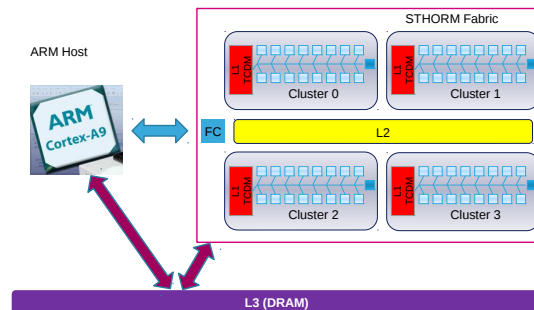 STHORM Fabric
ARM Host
L1
TCDM
Cluster 0
L1
TCDM
Cluster 1
ARM
Cortex-A9
FC
L2
L1
TCDM
Cluster 2
L1
TCDM
Cluster 3
L3 (DRAM)